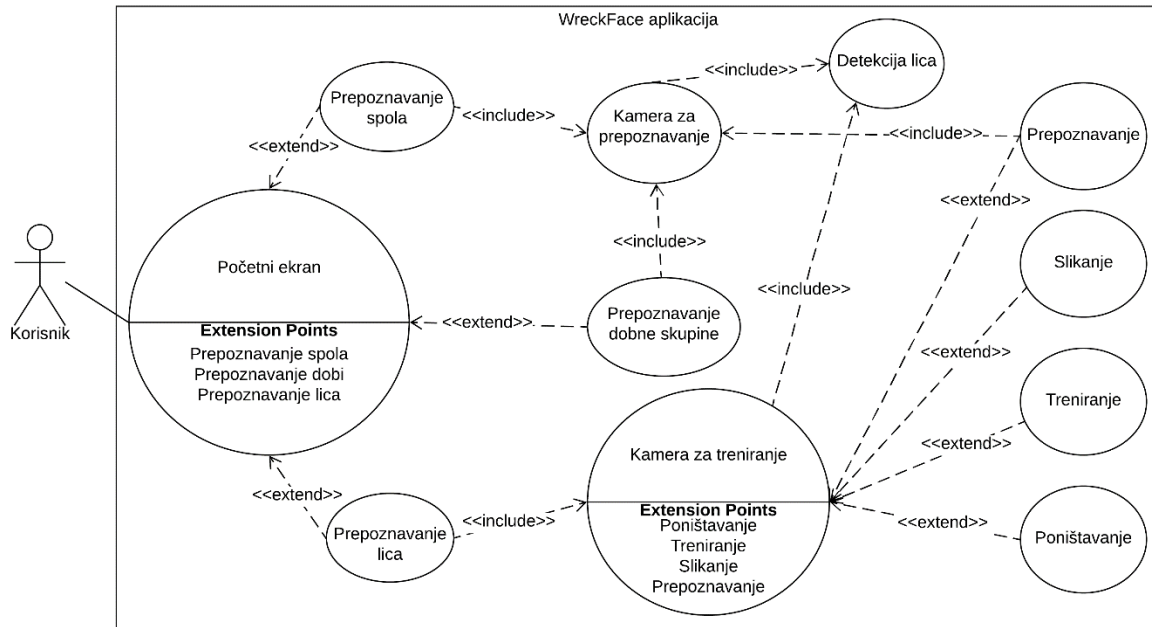 WreckFace aplikacija
Korisnik
Početni ekran
Extension Points
Prepoznavanje spola
Prepoznavanje dobi
Prepoznavanje lica
Prepoznavanje
spola
<<extend>>
<<include>>
Kamera za
prepoznavanje
<<include>>
Detekcija lica
<<include>>
Prepoznavanje
<<extend>>
<<include>>
Prepoznavanje
dobne skupine
<<extend>>
<<include>>
Slikanje
<<extend>>
Treniranje
<<extend>>
Poništavanje
<<extend>>
Kamera za treniranje
Extension Points
Poništavanje
Treniranje
Slikanje
Prepoznavanje
Prepoznavanje
lica
<<extend>>
<<include>>